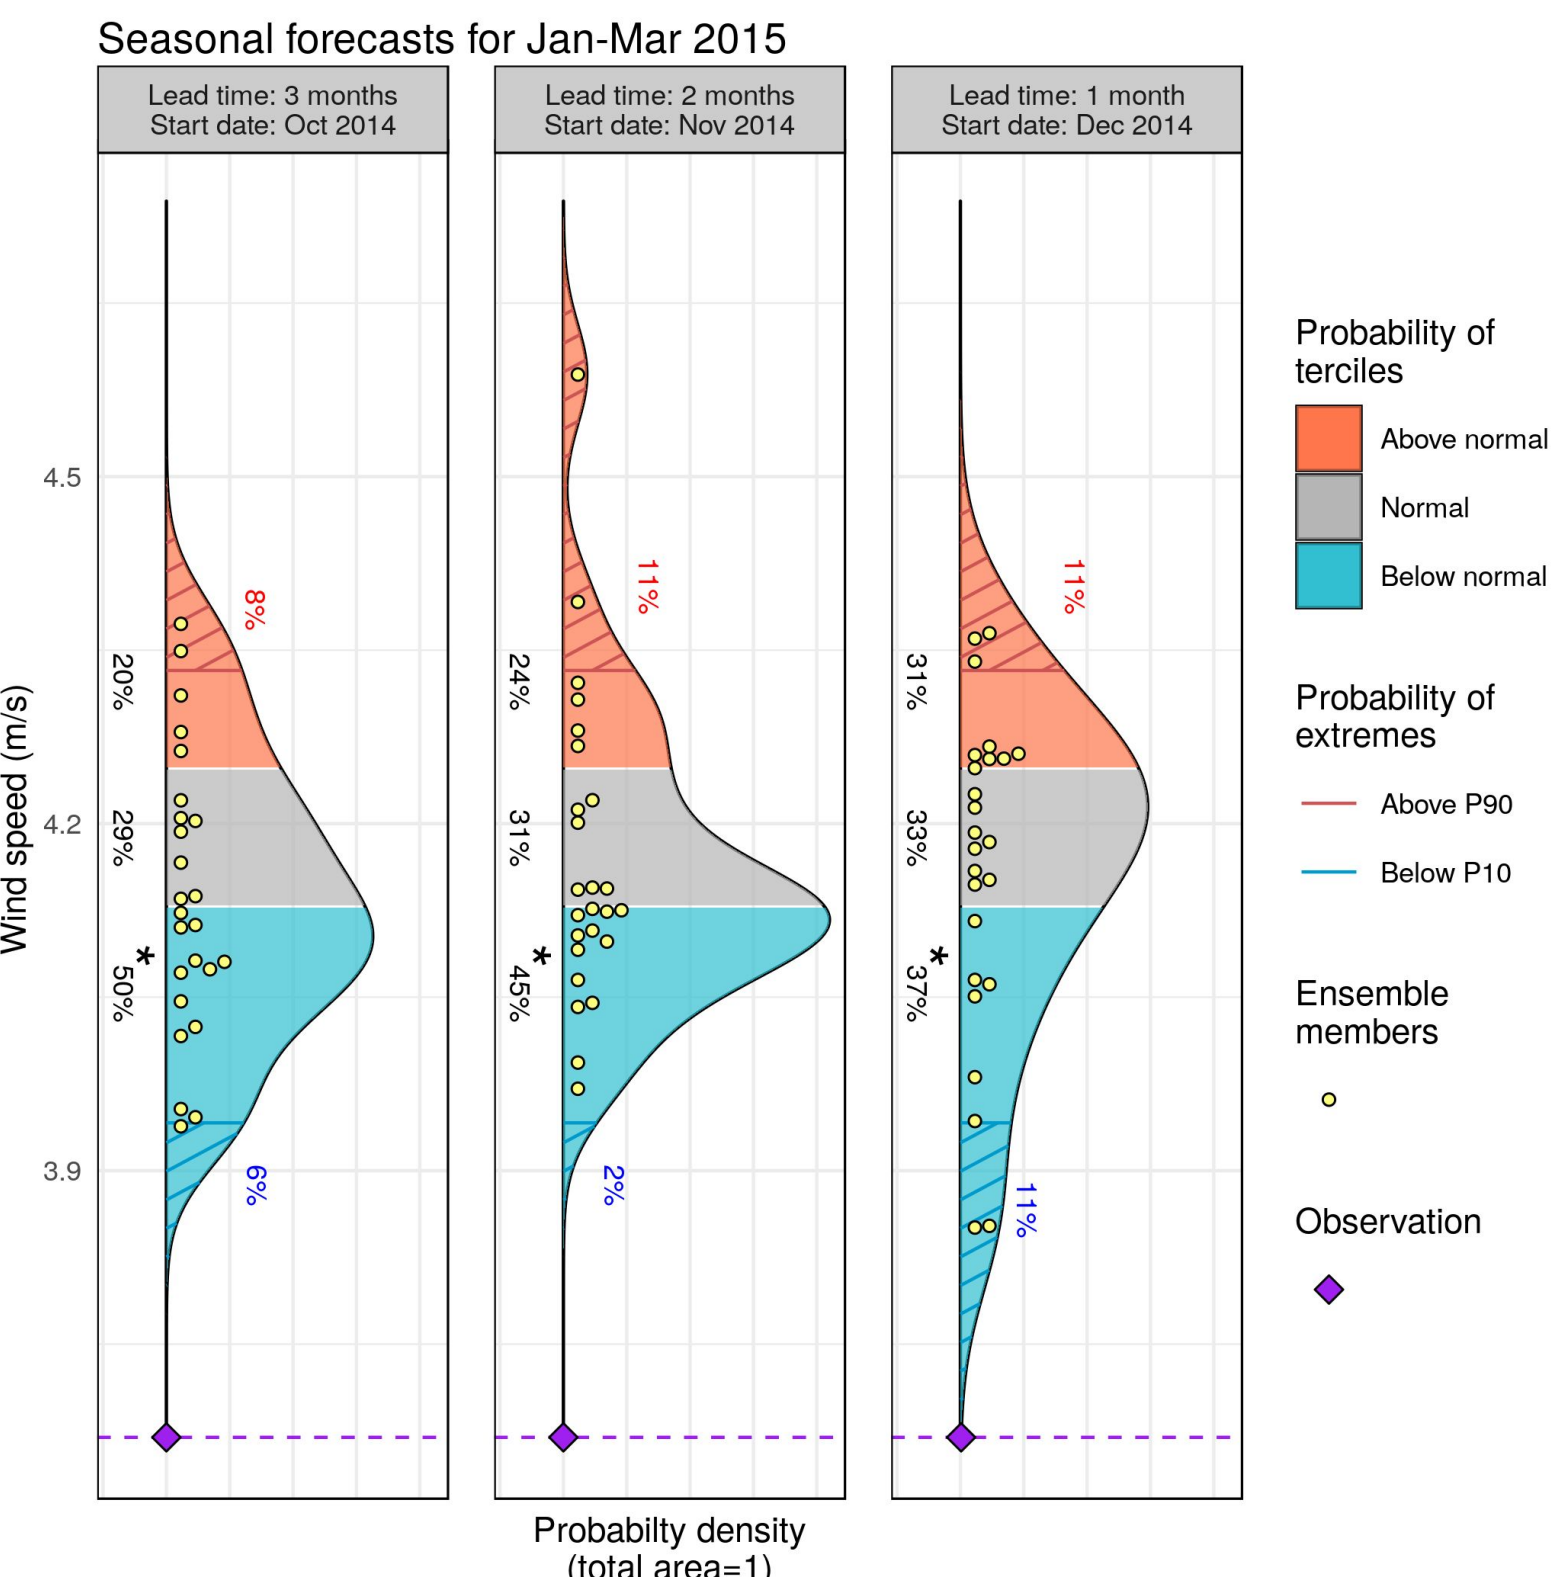 Seasonal forecasts for Jan-Mar 2015
Lead time: 3 months
Start date: Oct 2014
Lead time: 2 months
Start date: Nov 2014
Lead time: 1 month
Start date: Dec 2014
Wind speed (m/s)
4.5
4.2
3.9
8%
20%
29%
*
50%
6%
11%
24%
31%
*
45%
2%
11%
31%
33%
*
37%
11%
Probabilty density
(total area=1)
Probability of
terciles
Above normal
Normal
Below normal
Probability of
extremes
Above P90
Below P10
Ensemble
members
Observation